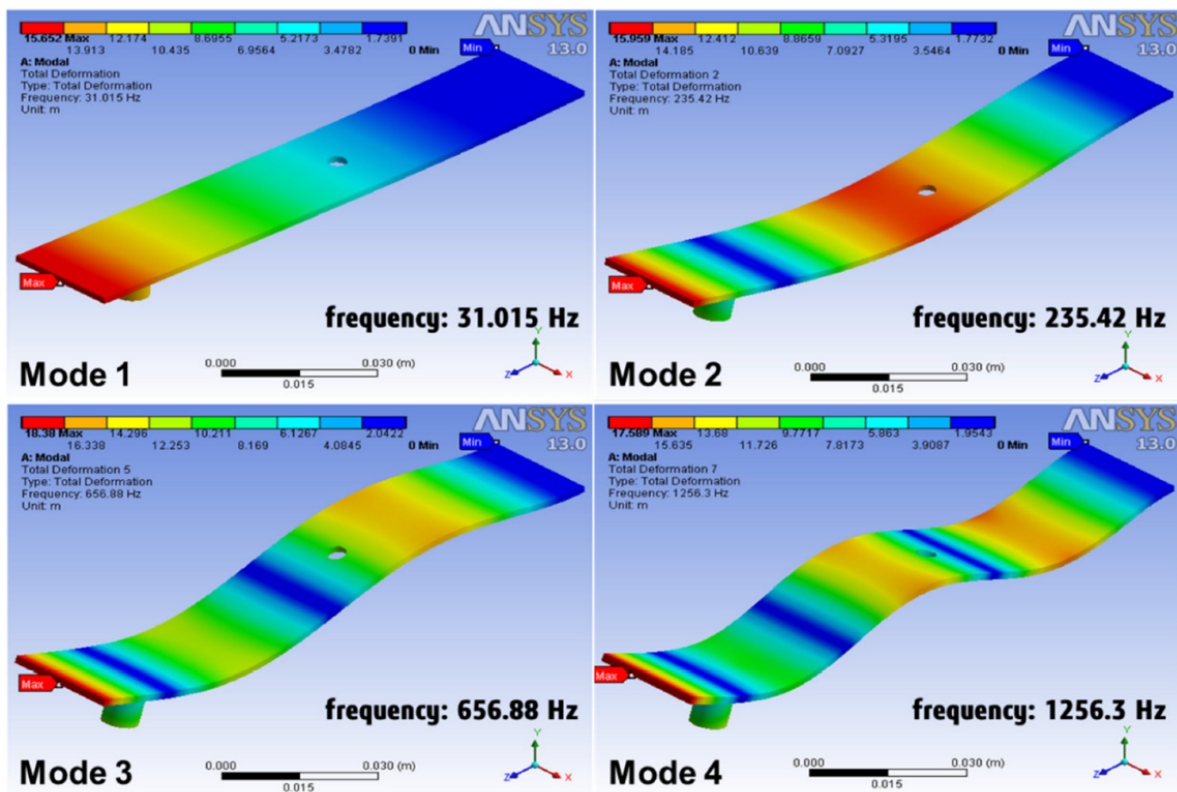 15.652 Max 12.174 8.6955 5.2173 1.7391
13.913 10.435 6.9564 3.4782 0 Min
Min
ANSYS
13.0
A: Modal
Total Deformation
Type: Total Deformation
Frequency: 31.015 Hz
Unit: m
Max
frequency: 31.015 Hz
Mode 1
0.000 0.030 (m)
0.015
Y
Z X
15.959 Max 12.412 8.8659 5.3195 1.7732
14.185 10.639 7.0927 3.5464 0 Min
Min
ANSYS
13.0
A: Modal
Total Deformation 2
Type: Total Deformation
Frequency: 235.42 Hz
Unit: m
Max
frequency: 235.42 Hz
Mode 2
0.000 0.030 (m)
0.015
Y
Z X
18.38 Max 14.296 10.211 6.1267 2.0422
16.338 12.253 8.169 4.0845 0 Min
Min
ANSYS
13.0
A: Modal
Total Deformation 5
Type: Total Deformation
Frequency: 656.88 Hz
Unit: m
Max
frequency: 656.88 Hz
Mode 3
0.000 0.030 (m)
0.015
Y
Z X
17.589 Max 13.68 9.7717 5.863 1.9543
15.635 11.726 7.8173 3.9087 0 Min
Min
ANSYS
13.0
A: Modal
Total Deformation 7
Type: Total Deformation
Frequency: 1256.3 Hz
Unit: m
Max
frequency: 1256.3 Hz
Mode 4
0.000 0.030 (m)
0.015
Y
Z X